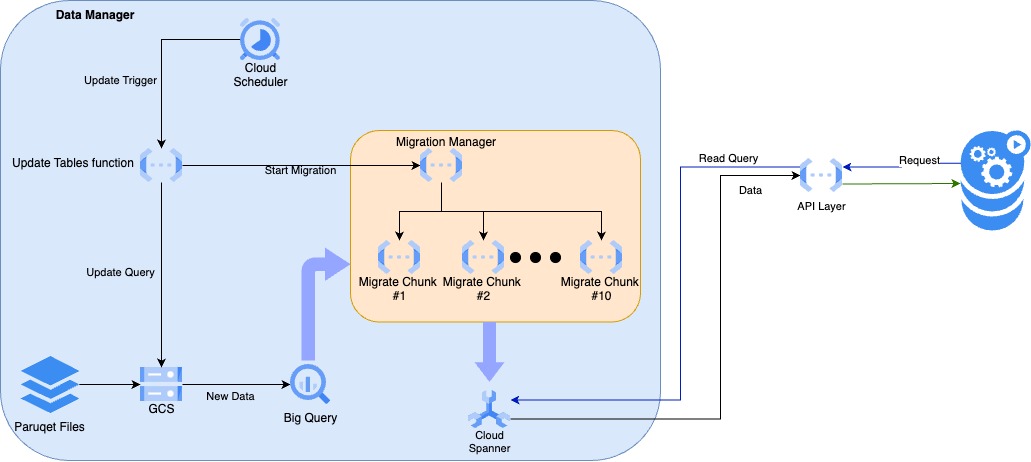 Data Manager
Cloud
Scheduler
Update Trigger
Update Tables function
Start Migration
Migration Manager
Migrate Chunk
#1
Migrate Chunk
#2
Migrate Chunk
#10
Read Query
Data
API Layer
Request
Update Query
Paruqet Files
GCS
New Data
Big Query
Cloud
Spanner